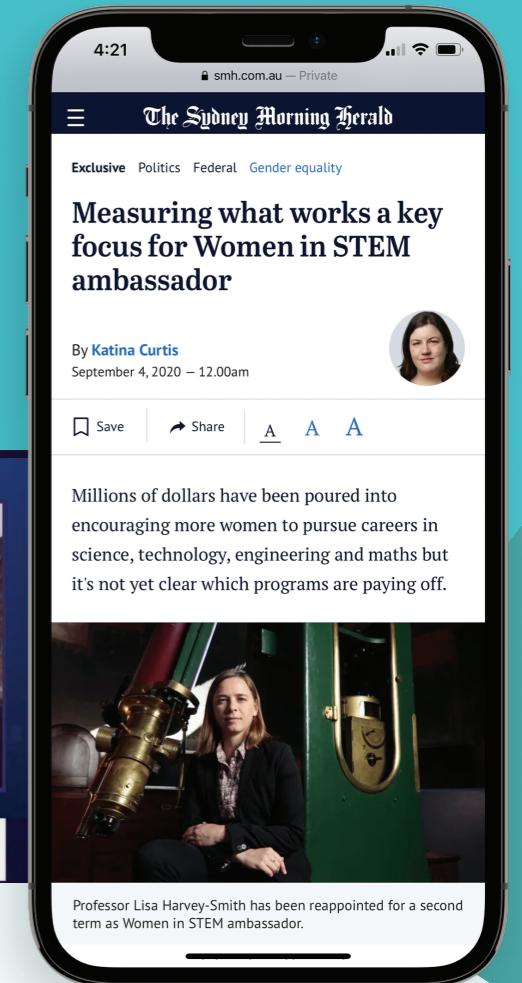 4:21
smh.com.au — Private
The Sydney Morning Herald
Exclusive Politics Federal Gender equality
Measuring what works a key
focus for Women in STEM
ambassador
By Katina Curtis
September 4, 2020 — 12.00am
Save Share A A A
Millions of dollars have been poured into
encouraging more women to pursue careers in
science, technology, engineering and maths but
it's not yet clear which programs are paying off.
Professor Lisa Harvey-Smith has been reappointed for a second
term as Women in STEM ambassador.